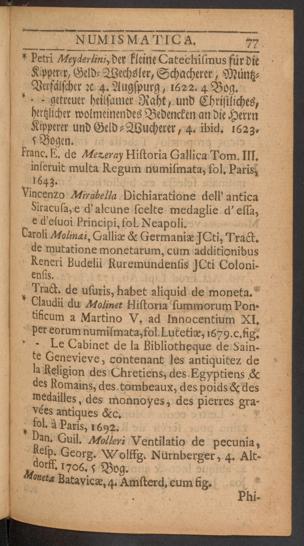 NUMISMATICA. 77
* Petri Meyderlini, der kleine Catechismus für die
Kipperer, Geld-Wechsler, Schacherer, Müntz-
Verfälscher ꝛc 4. Augspurg, 1622. 4 Bog.
* - - getreuer heilsamer Raht, und Christliches,
hertzlicher wolmeinendes Bedencken an die Herrn
Kipperer und Geld-Wucherer, 4. ibid. 1623.
5 Bogen.
Franc. E. de Mezeray Historia Gallica Tom. III.
inseruit multa Regum numismata, fol. Paris,
1643.
Vincenzo Mirabella Dichiaratione dell' antica
Siracusa, e d'alcune scelte medaglie d'essa,
e d'esuoi Principi, fol. Neapoli.
Caroli Molinæi, Galliæ & Germaniæ JCti, Tract.
de mutatione monetarum, cum additionibus
Reneri Budelii Ruremundensis JCti Coloni-
ensis.
Tract. de usuris, habet aliquid de moneta.
* Claudii du Molinet Historia summorum Pon-
tificum a Martino V. ad Innocentium XI.
per eorum numismata, fol. Lutetiæ, 1679. c. fig.
* - - Le Cabinet de la Bibliotheque de Sain-
te Genevieve, contenant les antiquitez de
la Religion des Chretiens, des Egyptiens &
des Romains, des tombeaux, des poids & des
medailles, des monnoyes, des pierres gra-
vées antiques &c.
fol. à Paris, 1692.
* Dan. Guil. Molleri Ventilatio de pecunia,
Resp. Georg. Wolffg. Nürnberger, 4. Alt-
dorff. 1706. 5 Bog.
Monetæ Batavicæ, 4. Amsterd, cum fig.
Phi-